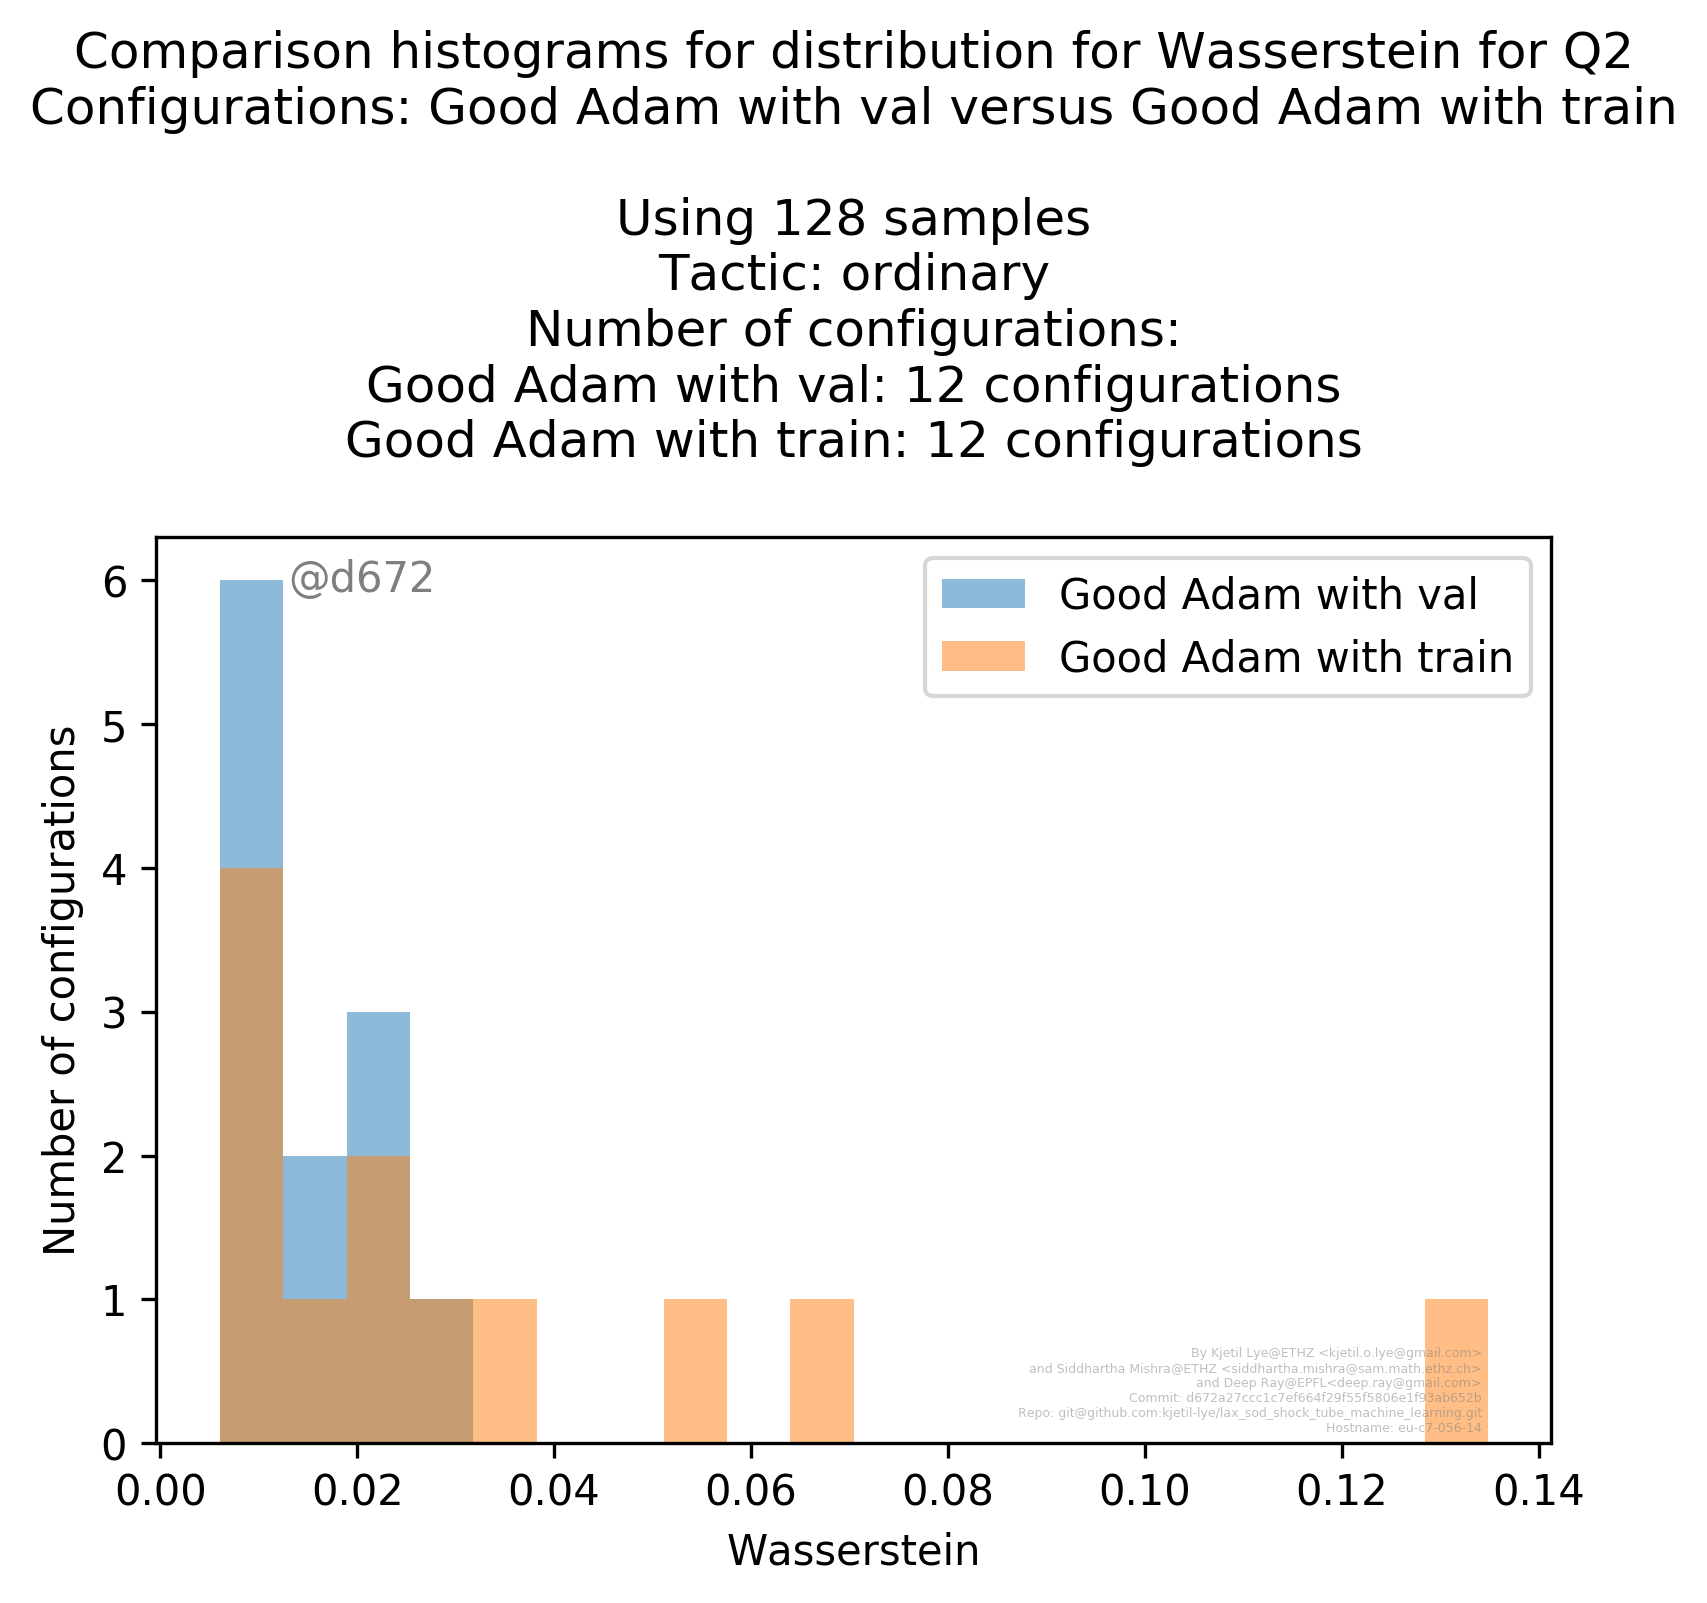 Comparison histograms for distribution for Wasserstein for Q2
Configurations: Good Adam with val versus Good Adam with train
Using 128 samples
Tactic: ordinary
Number of configurations:
Good Adam with val: 12 configurations
Good Adam with train: 12 configurations
@d672
Good Adam with val
Good Adam with train
Number of configurations
6
5
4
3
2
1
0
By Kjetil Lye@ETHZ <kjetil.o.lye@gmail.com>
and Siddhartha Mishra@ETHZ <siddhartha.mishra@sam.math.ethz.ch>
and Deep Ray@EPFL<deep.ray@gmail.com>
Commit: d672a27ccc1c7ef664f29f55f5806e1f93ab652b
Repo: git@github.com:kjetil-lye/lax_sod_shock_tube_machine_learning.git
Hostname: eu-c7-056-14
0.00 0.02 0.04 0.06 0.08 0.10 0.12 0.14
Wasserstein